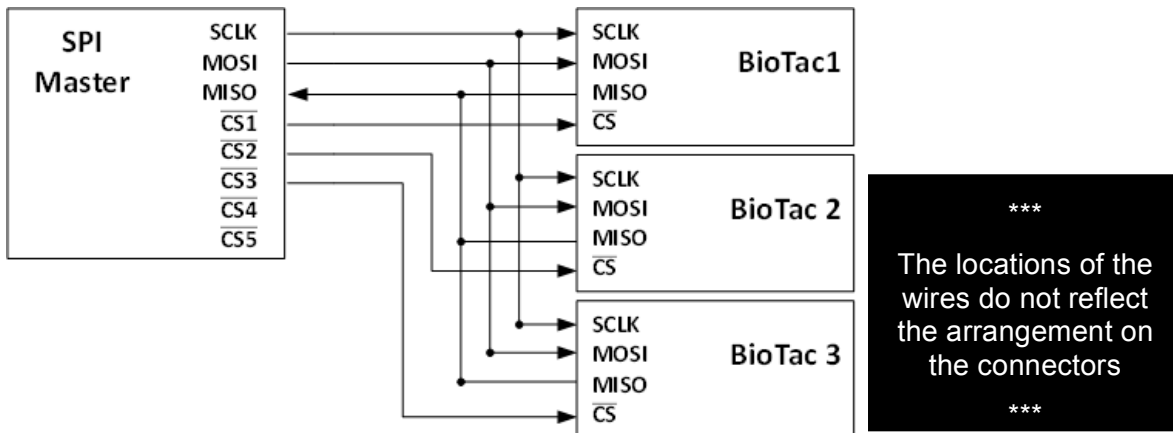 SPI
Master
SCLK
MOSI
MISO
CS1
CS2
CS3
CS4
CS5
SCLK
MOSI
MISO
CS
BioTac1
SCLK
MOSI
MISO
CS
BioTac 2
SCLK
MOSI
MISO
CS
BioTac 3
***
The locations of the
wires do not reflect
the arrangement on
the connectors
***